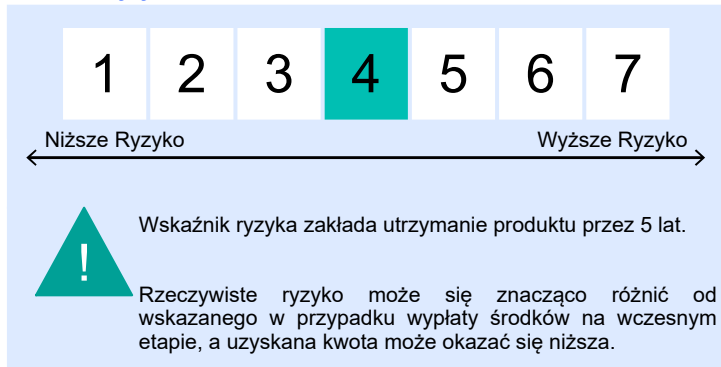 1 2 3 4 5 6 7
Niższe Ryzyko Wyższe Ryzyko
!
Wskaźnik ryzyka zakłada utrzymanie produktu przez 5 lat.
Rzeczywiste ryzyko może się znacząco różnić od
wskazanego w przypadku wypłaty środków na wczesnym
etapie, a uzyskana kwota może okazać się niższa.